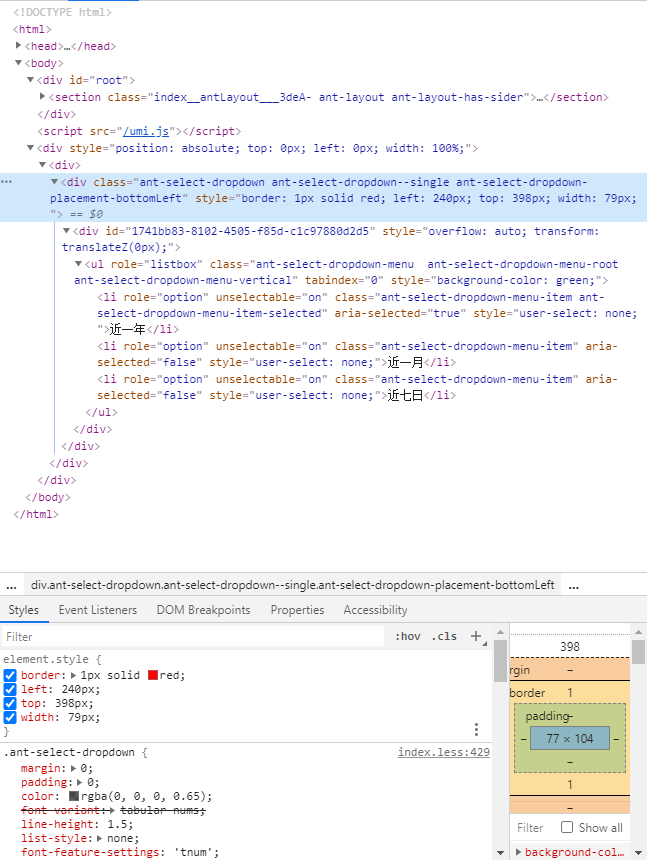 <!DOCTYPE html>
<html>
<head>…</head>
<body>
<div id="root">
<section class="index__antLayout___3deA- ant-layout ant-layout-has-sider">…</section>
</div>
<script src="/umi.js"></script>
<div style="position: absolute; top: 0px; left: 0px; width: 100%;">
<div>
<div class="ant-select-dropdown ant-select-dropdown--single ant-select-dropdown-
placement-bottomLeft" style="border: 1px solid red; left: 240px; top: 398px; width: 79px;
"> == $0
<div id="1741bb83-8102-4505-f85d-c1c97880d2d5" style="overflow: auto; transform:
translateZ(0px);">
<ul role="listbox" class="ant-select-dropdown-menu  ant-select-dropdown-menu-root
ant-select-dropdown-menu-vertical" tabindex="0" style="background-color: green;">
<li role="option" unselectable="on" class="ant-select-dropdown-menu-item ant-
select-dropdown-menu-item-selected" aria-selected="true" style="user-select: none;
">近一年</li>
<li role="option" unselectable="on" class="ant-select-dropdown-menu-item" aria-
selected="false" style="user-select: none;">近一月</li>
<li role="option" unselectable="on" class="ant-select-dropdown-menu-item" aria-
selected="false" style="user-select: none;">近七日</li>
</ul>
</div>
</div>
</div>
</div>
</body>
</html>
... div.ant-select-dropdown.ant-select-dropdown--single.ant-select-dropdown-placement-bottomLeft ...
Styles Event Listeners DOM Breakpoints Properties Accessibility
Filter :hov .cls +
element.style {
border: 1px solid red;
left: 240px;
top: 398px;
width: 79px;
}
.ant-select-dropdown { index.less:429
margin: 0;
padding: 0;
color: rgba(0, 0, 0, 0.65);
font-variant: tabular-nums;
line-height: 1.5;
list-style: none;
font-feature-settings: 'tnum';
398
rgin –
border 1
padding –
– 77 × 104 –
–
1
–
Filter Show all
background-col…